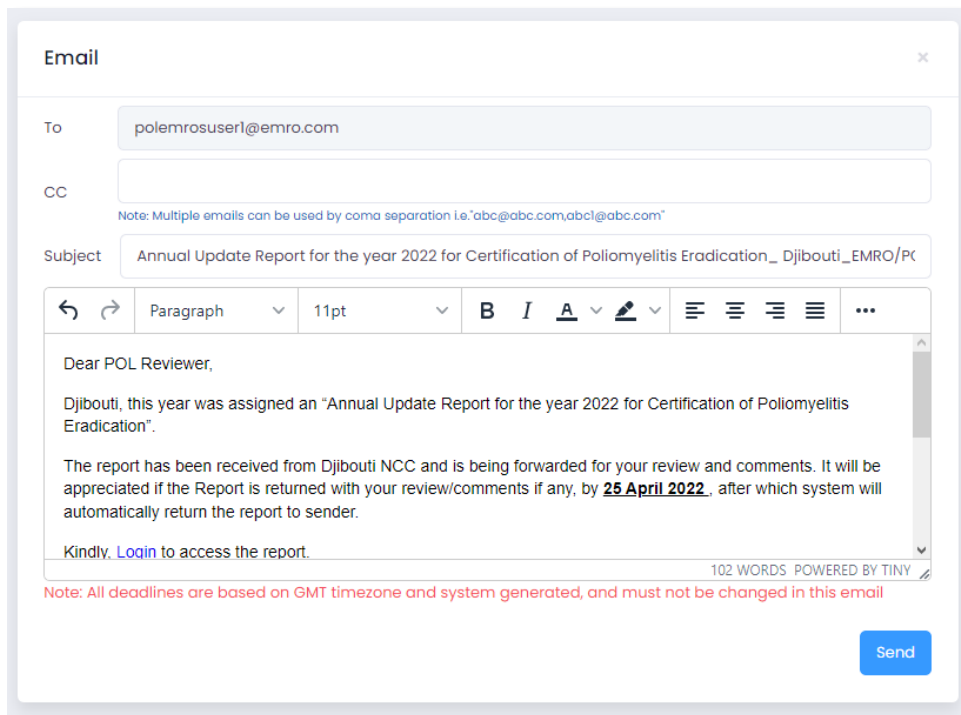 Email
×
To
polemrosuser1@emro.com
CC
Note: Multiple emails can be used by coma separation i.e."abc@abc.com,abc1@abc.com"
Subject
Annual Update Report for the year 2022 for Certification of Poliomyelitis Eradication_ Djibouti_EMRO/P
Paragraph
11pt
B I A
Dear POL Reviewer,
Djibouti, this year was assigned an “Annual Update Report for the year 2022 for Certification of Poliomyelitis
Eradication”.
The report has been received from Djibouti NCC and is being forwarded for your review and comments. It will be
appreciated if the Report is returned with your review/comments if any, by 25 April 2022 , after which system will
automatically return the report to sender.
Kindly, Login to access the report.
102 WORDS POWERED BY TINY
Note: All deadlines are based on GMT timezone and system generated, and must not be changed in this email
Send